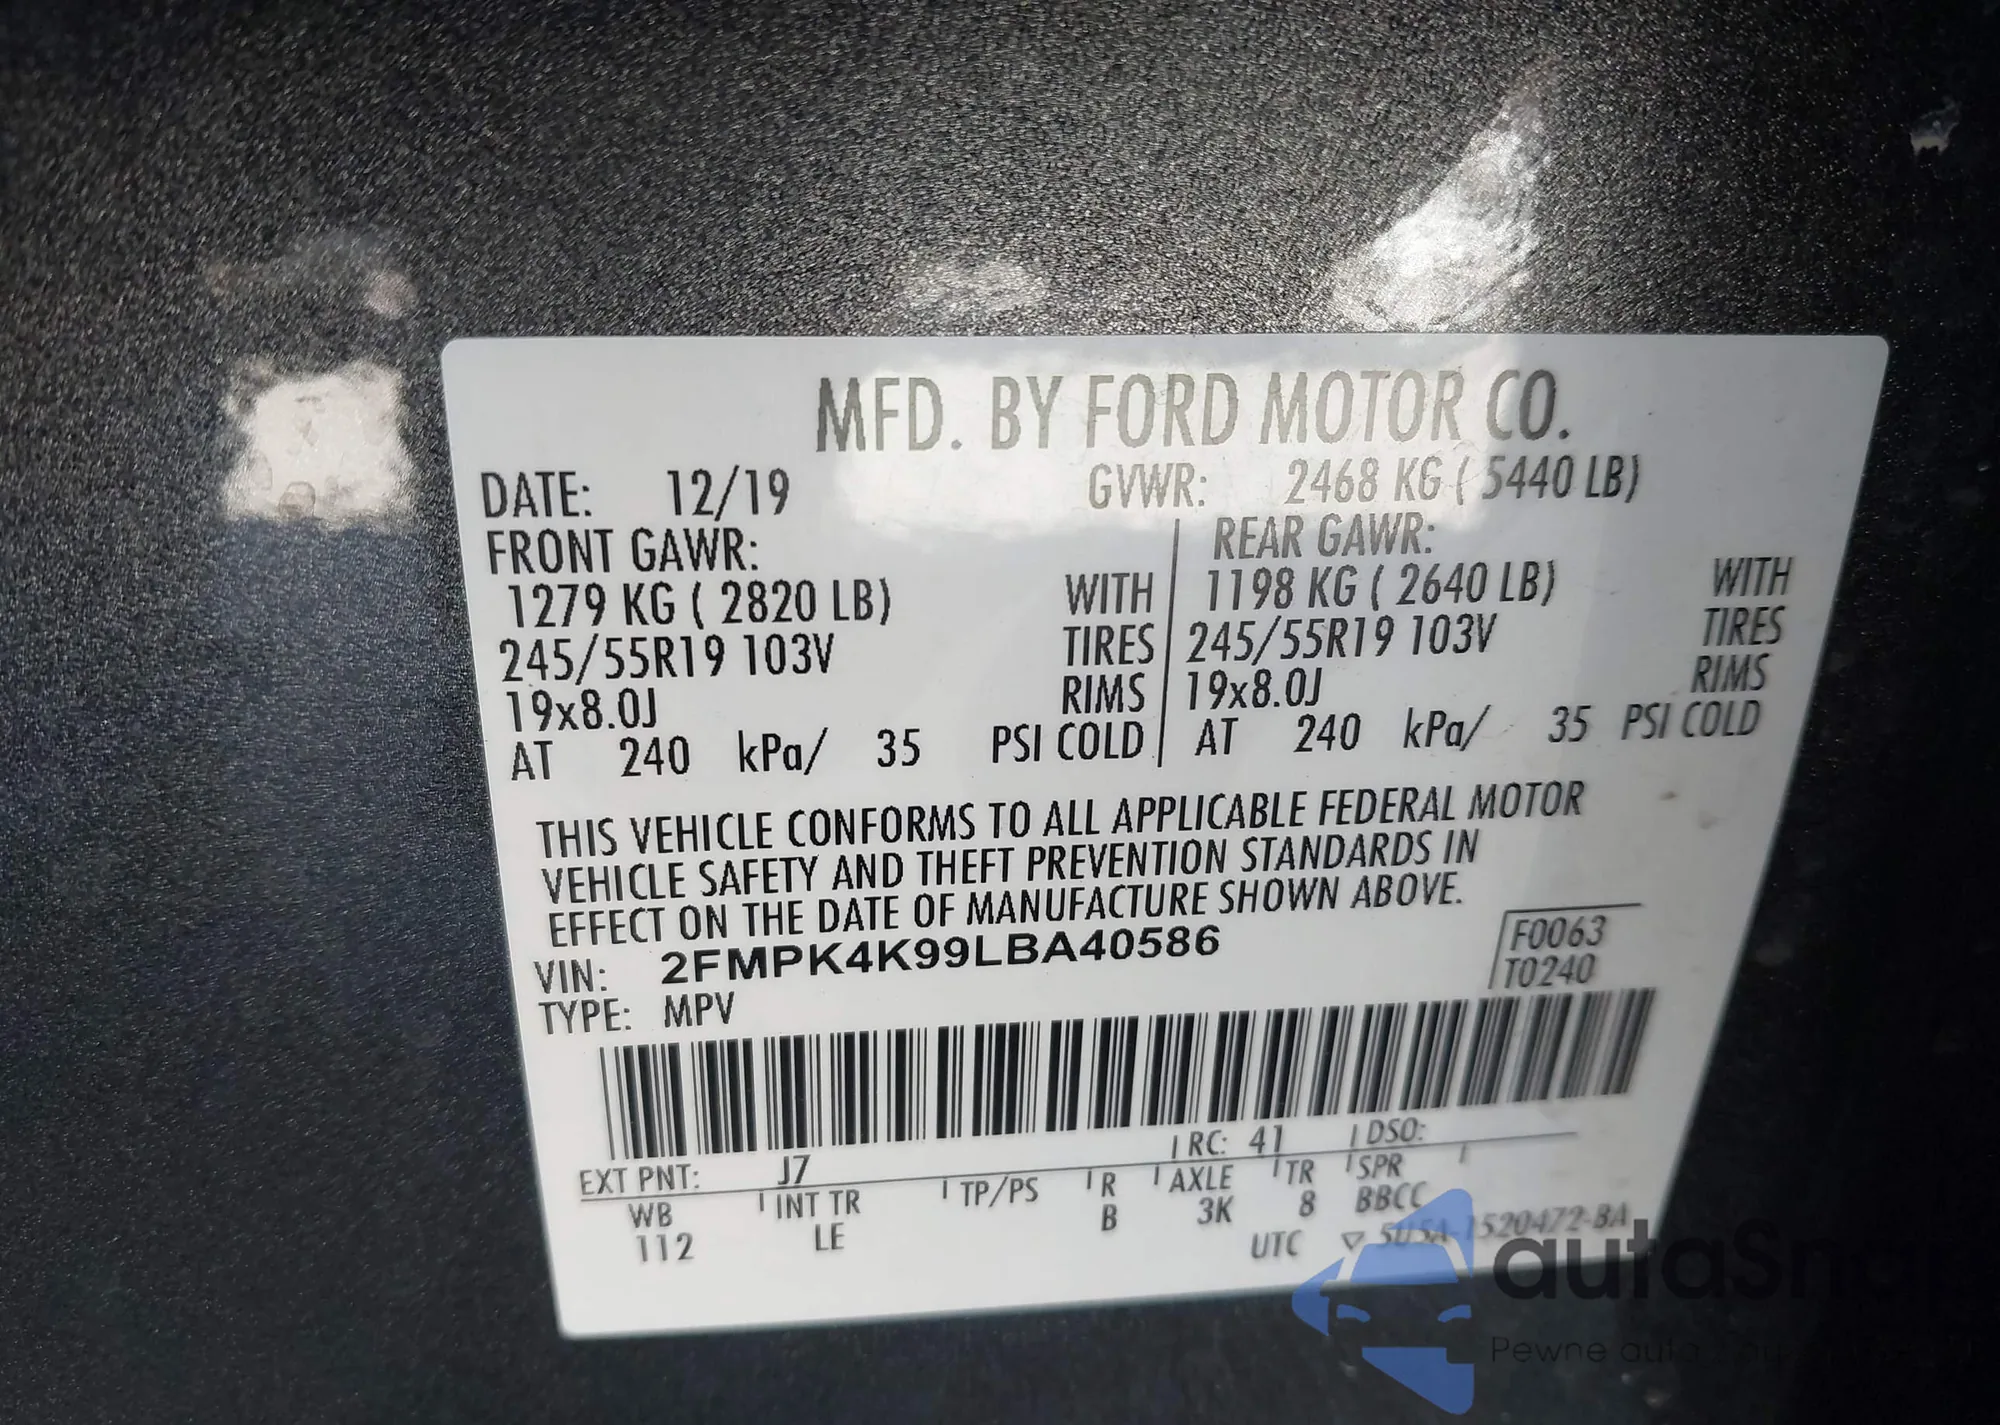 MFD. BY FORD MOTOR CO.
DATE: 12/19 GVWR: 2468 KG ( 5440 LB)
FRONT GAWR: REAR GAWR:
1279 KG ( 2820 LB) WITH 1198 KG ( 2640 LB) WITH
245/55R19 103V TIRES 245/55R19 103V TIRES
19x8.0J RIMS 19x8.0J RIMS
AT 240 kPa/ 35 PSI COLD AT 240 kPa/ 35 PSI COLD
THIS VEHICLE CONFORMS TO ALL APPLICABLE FEDERAL MOTOR
VEHICLE SAFETY AND THEFT PREVENTION STANDARDS IN
EFFECT ON THE DATE OF MANUFACTURE SHOWN ABOVE.
VIN: 2FMPK4K99LBA40586 F0063
TYPE: MPV T0240
EXT PNT: J7 RC: 41 DSO:
WB INT TR TP/PS R AXLE TR SPR
112 LE B 3K 8 BBCC
UTC ▽ 5U5A-1520472-BA
Pewne auto